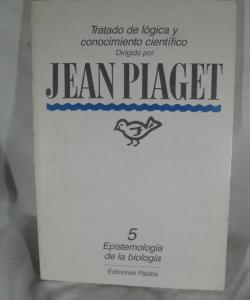 Tratado de lógica y
conocimiento científico
Dirigido por
JEAN PIAGET
5
Epistemología
de la biología
Ediciones Paidós